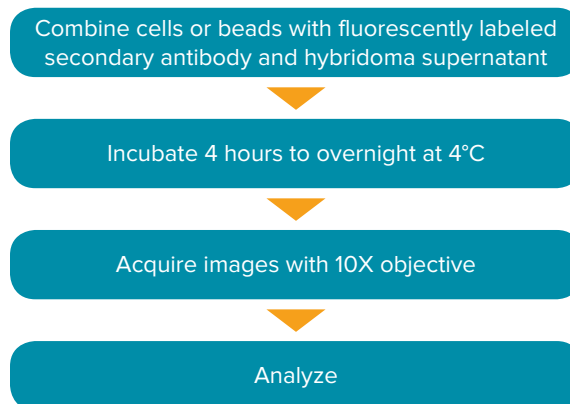 Combine cells or beads with fluorescently labeled
secondary antibody and hybridoma supernatant
Incubate 4 hours to overnight at 4°C
Acquire images with 10X objective
Analyze